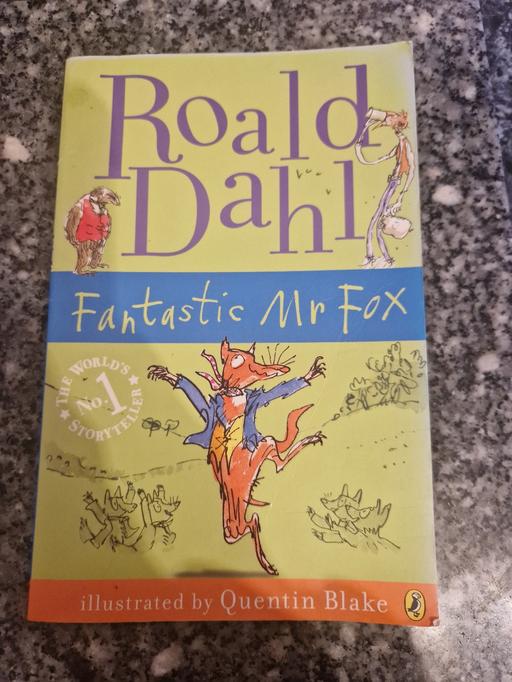 Roald
Dahl
Fantastic Mr Fox
THE WORLD'S
No.1
STORYTELLER
illustrated by Quentin Blake